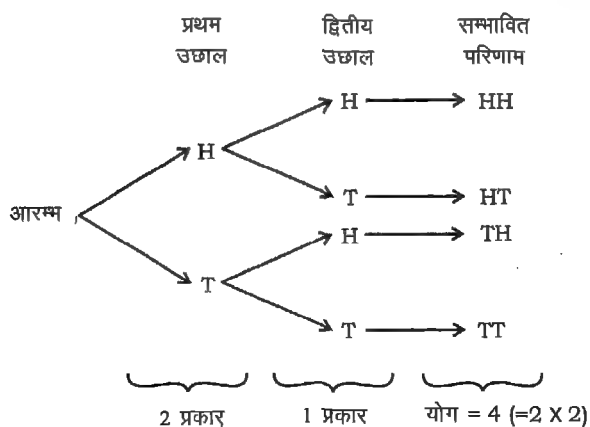 प्रथम उछाल
द्वितीय उछाल
सम्भावित परिणाम
H → HH
H
T → HT
आरम्भ
H → TH
T
T → TT
2 प्रकार
1 प्रकार
योग = 4 (=2 X 2)